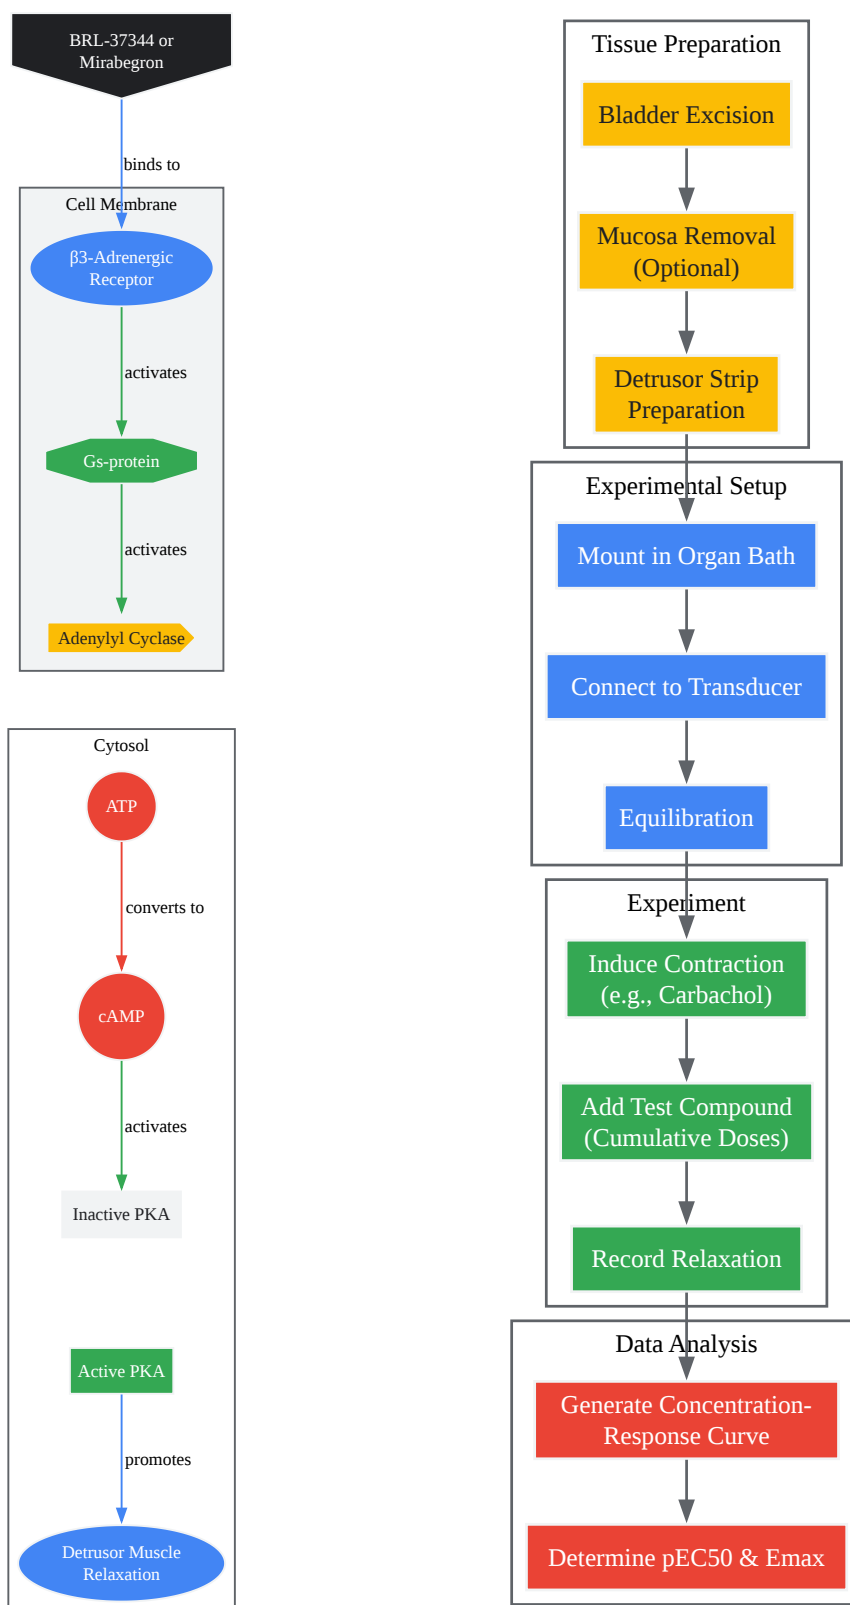 BRL-37344 or
Mirabegron
binds to
Cell Membrane
β3-Adrenergic
Receptor
activates
Gs-protein
activates
Adenylyl Cyclase
Cytosol
ATP
converts to
cAMP
activates
Inactive PKA
Active PKA
promotes
Detrusor Muscle
Relaxation
Tissue Preparation
Bladder Excision
Mucosa Removal
(Optional)
Detrusor Strip
Preparation
Experimental Setup
Mount in Organ Bath
Connect to Transducer
Equilibration
Experiment
Induce Contraction
(e.g., Carbachol)
Add Test Compound
(Cumulative Doses)
Record Relaxation
Data Analysis
Generate Concentration-
Response Curve
Determine pEC50 & Emax